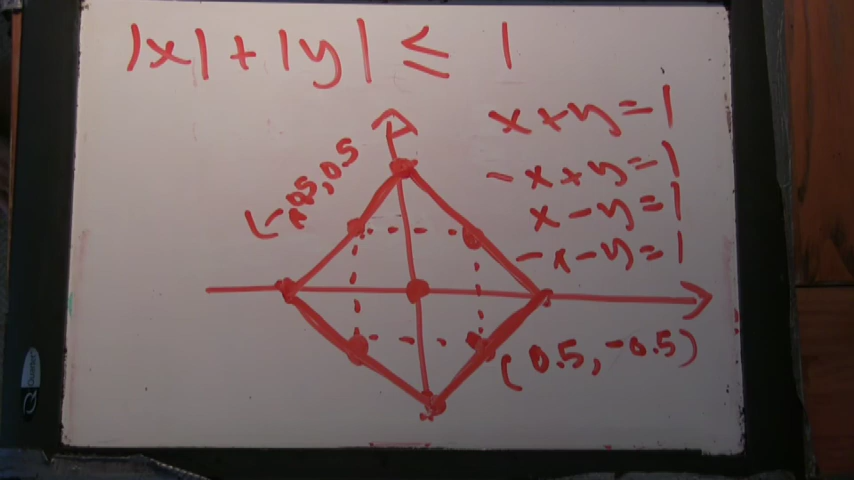 |x| + |y| ≤ 1
x+y=1
-x+y=1
x-y=1
-x-y=1
(-0.5, 0.5
(0.5, -0.5)